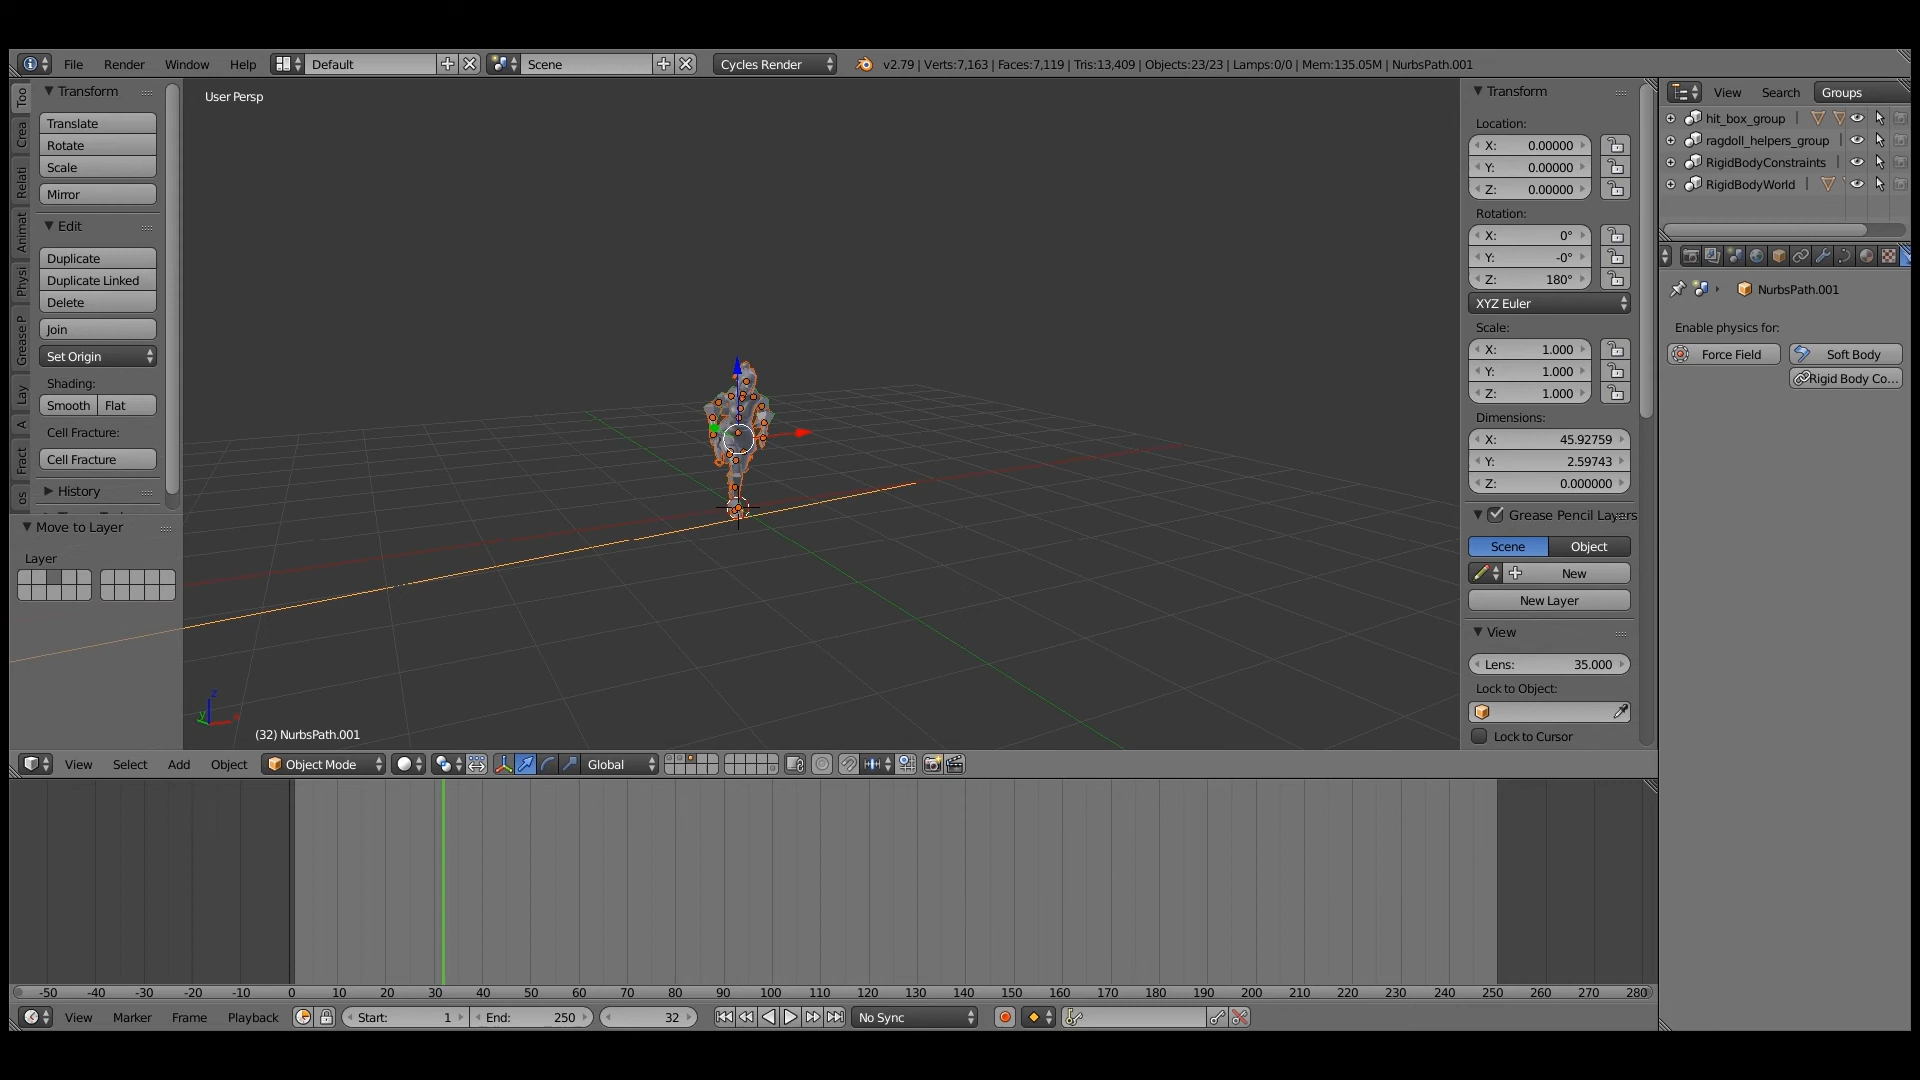 File Render Window Help Default Scene Cycles Render v2.79 | Verts:7,163 | Faces:7,119 | Tris:13,409 | Objects:23/23 | Lamps:0/0 | Mem:135.05M | NurbsPath.001
Too
Crea
Relati
Animat
Physi
Grease P
Lay
A
Fract
os
Transform
Translate
Rotate
Scale
Mirror
Edit
Duplicate
Duplicate Linked
Delete
Join
Set Origin
Shading:
Smooth Flat
Cell Fracture:
Cell Fracture
History
Move to Layer
Layer
User Persp
z
y
(32) NurbsPath.001
Transform
Location:
X: 0.00000
Y: 0.00000
Z: 0.00000
Rotation:
X: 0°
Y: -0°
Z: 180°
XYZ Euler
Scale:
X: 1.000
Y: 1.000
Z: 1.000
Dimensions:
X: 45.92759
Y: 2.59743
Z: 0.000000
Grease Pencil Layers
Scene Object
New
New Layer
View
Lens: 35.000
Lock to Object:
Lock to Cursor
View Search Groups
hit_box_group
ragdoll_helpers_group
RigidBodyConstraints
RigidBodyWorld
NurbsPath.001
Enable physics for:
Force Field Soft Body
Rigid Body Co...
View Select Add Object Object Mode Global
-50 -40 -30 -20 -10 0 10 20 30 40 50 60 70 80 90 100 110 120 130 140 150 160 170 180 190 200 210 220 230 240 250 260 270 280
View Marker Frame Playback Start: 1 End: 250 32 No Sync